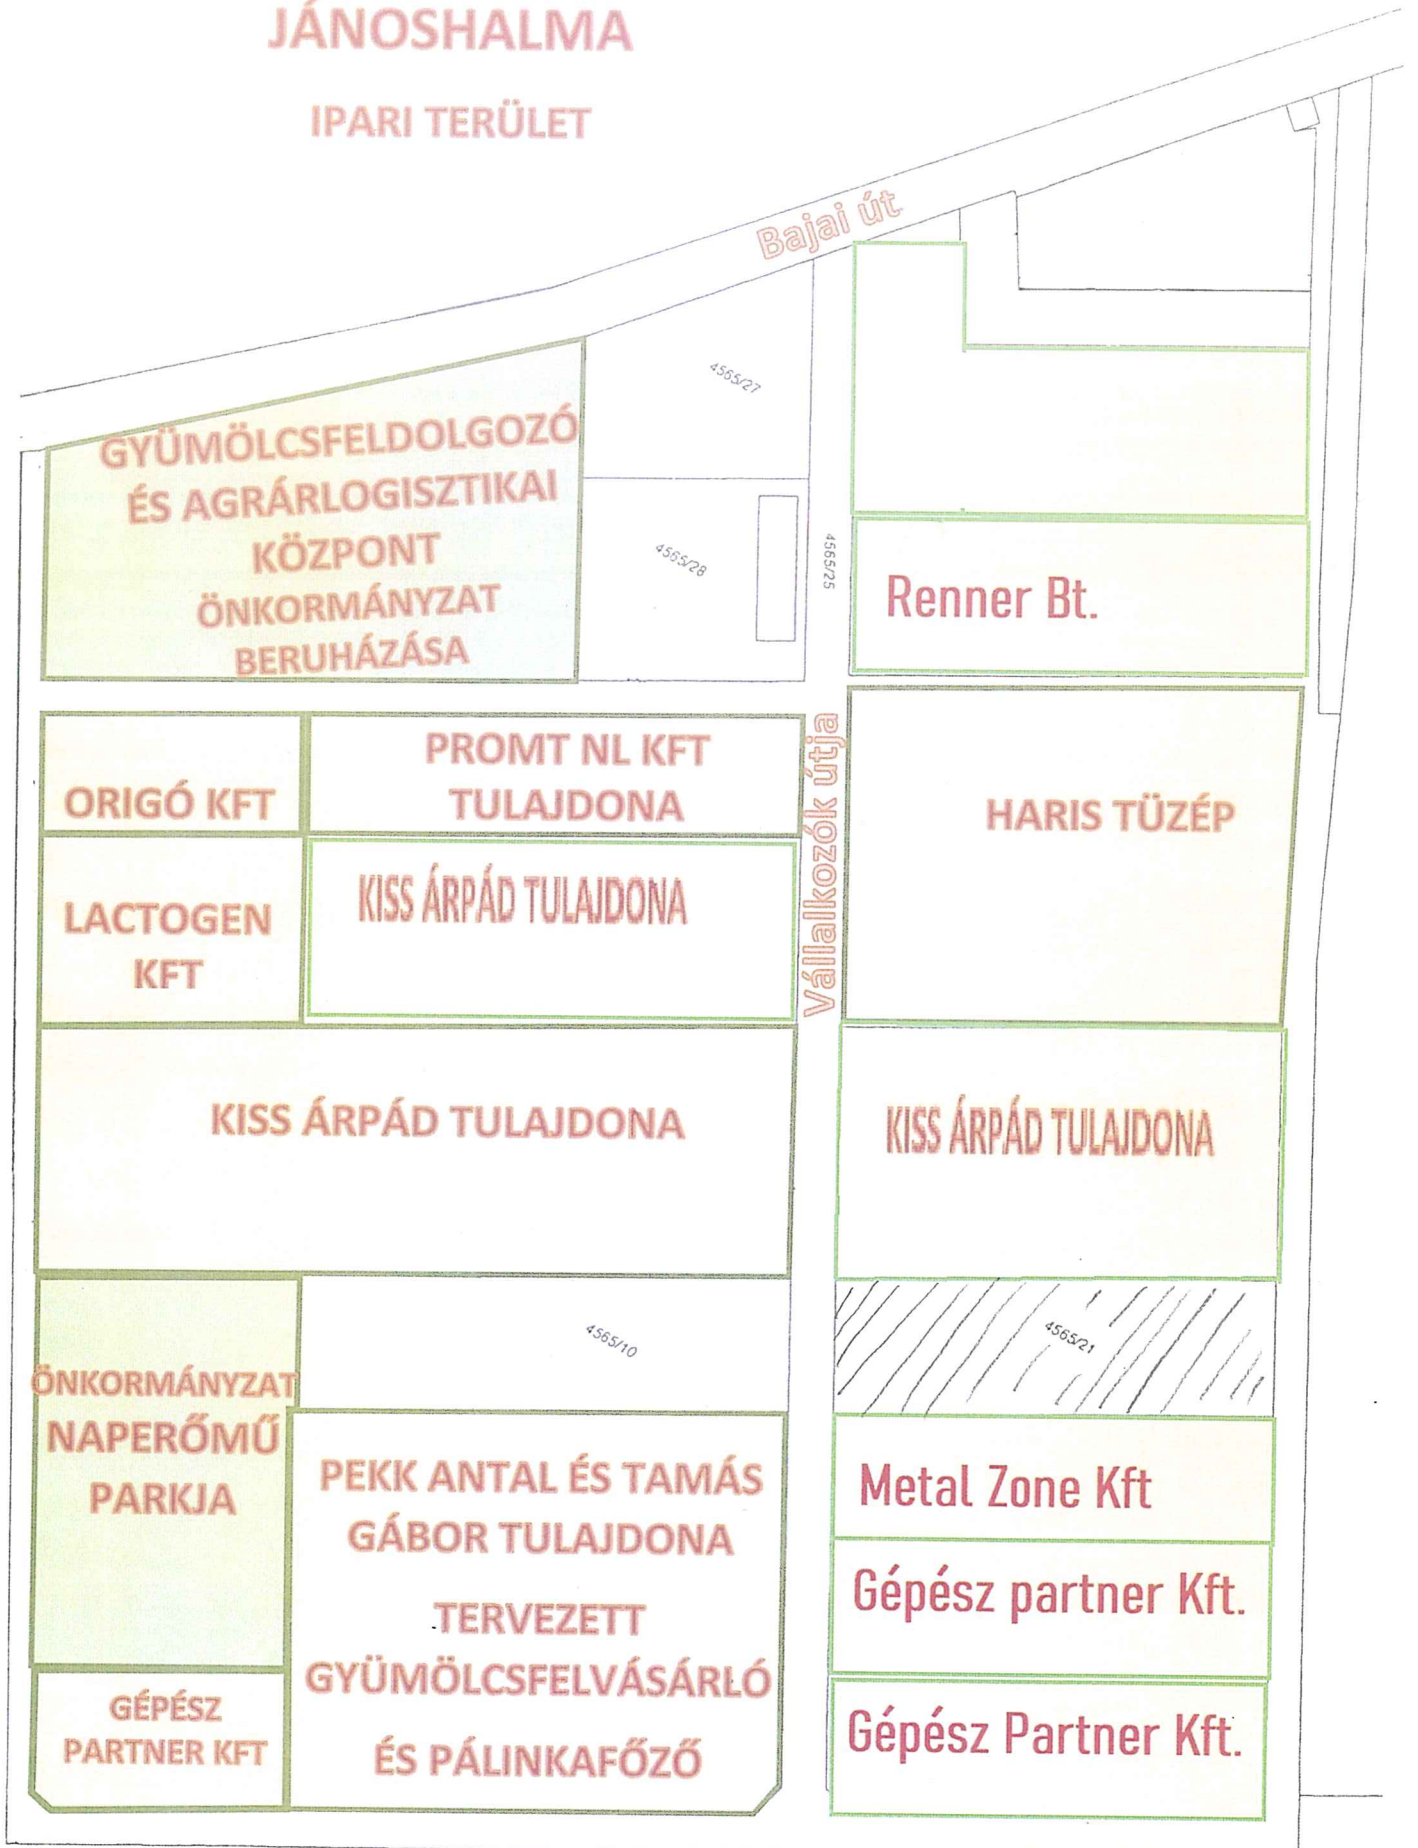 JÁNOSHALMA
IPARI TERÜLET
Bajai út
4565/27
GYÜMÖLCSFELDOLGOZÓ
ÉS AGRÁRLOGISZTIKAI
KÖZPONT
ÖNKORMÁNYZAT
BERUHÁZÁSA
4565/28
4565/25
Renner Bt.
ORIGÓ KFT
PROMT NL KFT
TULAJDONA
Vállalkozók útja
HARIS TÜZÉP
LACTOGEN
KFT
KISS ÁRPÁD TULAJDONA
KISS ÁRPÁD TULAJDONA
KISS ÁRPÁD TULAJDONA
4565/10
4565/21
ÖNKORMÁNYZAT
NAPERŐMŰ
PARKJA
PEKK ANTAL ÉS TAMÁS
GÁBOR TULAJDONA
TERVEZETT
GYÜMÖLCSFELVÁSÁRLÓ
ÉS PÁLINKAFŐZŐ
Metal Zone Kft
Gépész partner Kft.
GÉPÉSZ
PARTNER KFT
Gépész Partner Kft.